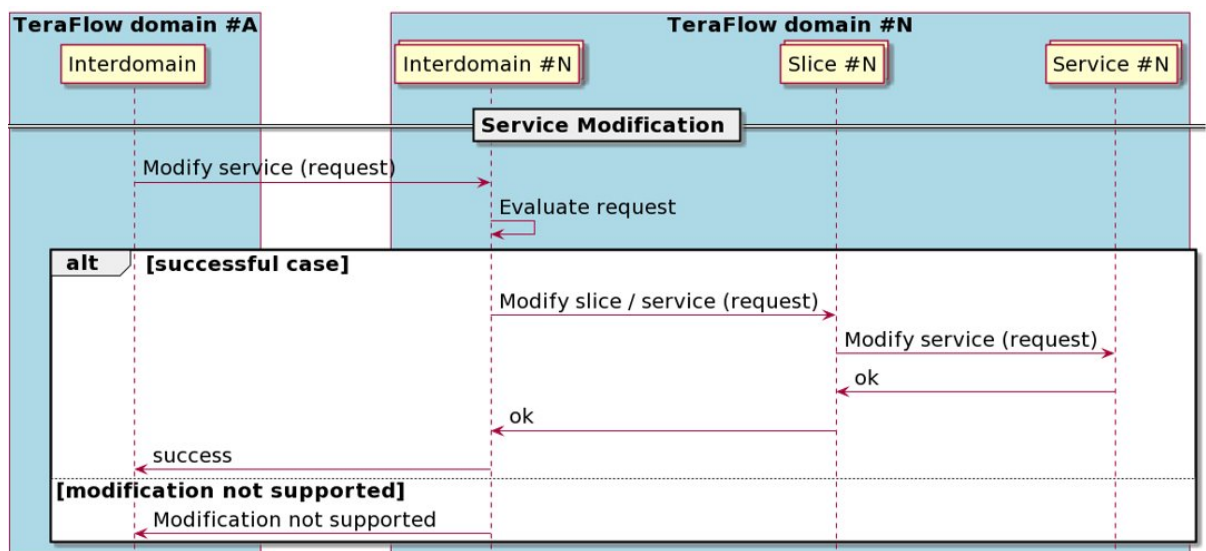 TeraFlow domain #A
TeraFlow domain #N
Interdomain
Interdomain #N
Slice #N
Service #N
Service Modification
Modify service (request)
Evaluate request
alt
[successful case]
Modify slice / service (request)
Modify service (request)
ok
ok
success
[modification not supported]
Modification not supported